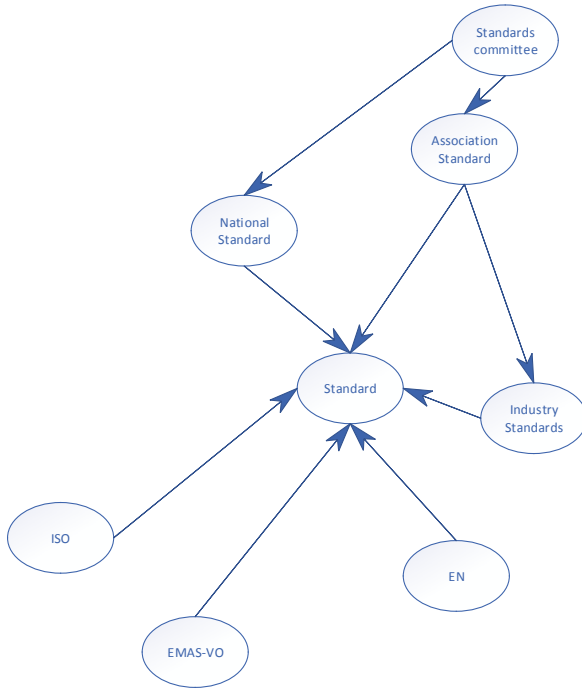 Standards
committee
Association
Standard
National
Standard
Standard
Industry
Standards
ISO
EN
EMAS-VO